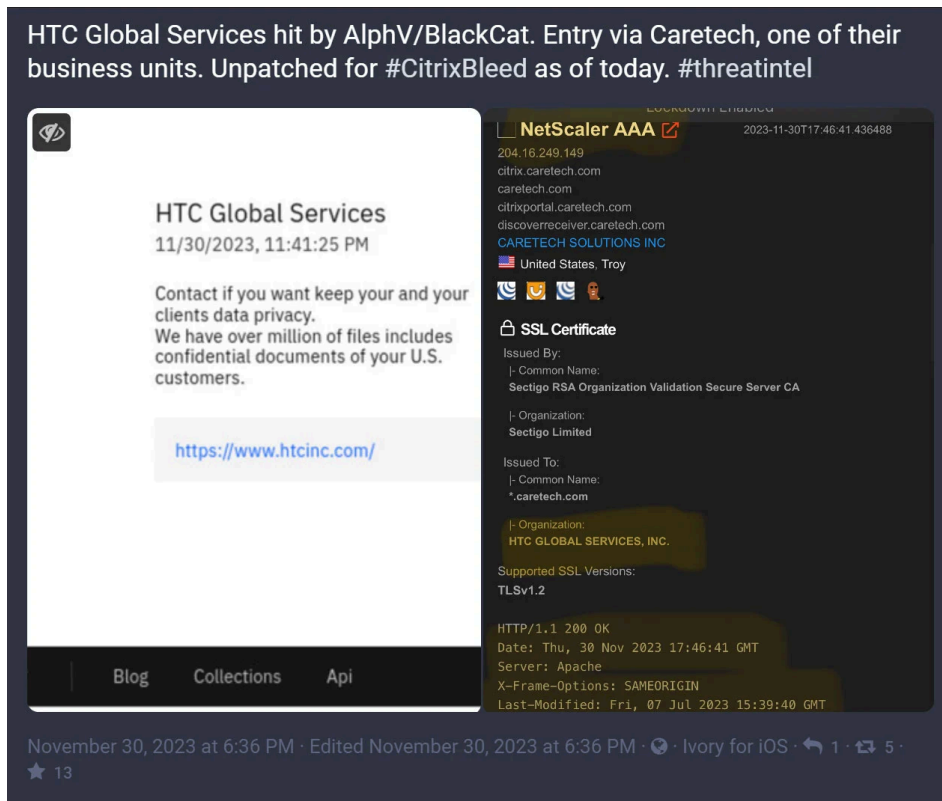 HTC Global Services hit by AlphV/BlackCat. Entry via Caretech, one of their
business units. Unpatched for #CitrixBleed as of today. #threatintel
HTC Global Services
11/30/2023, 11:41:25 PM
Contact if you want keep your and your
clients data privacy.
We have over million of files includes
confidential documents of your U.S.
customers.
https://www.htcinc.com/
Blog Collections Api
Lockdown Enabled
NetScaler AAA
2023-11-30T17:46:41.436488
204.16.249.149
citrix.caretech.com
caretech.com
citrixportal.caretech.com
discoverreceiver.caretech.com
CARETECH SOLUTIONS INC
United States, Troy
SSL Certificate
Issued By:
|- Common Name:
Sectigo RSA Organization Validation Secure Server CA
|- Organization:
Sectigo Limited
Issued To:
|- Common Name:
*.caretech.com
|- Organization:
HTC GLOBAL SERVICES, INC.
Supported SSL Versions:
TLSv1.2
HTTP/1.1 200 OK
Date: Thu, 30 Nov 2023 17:46:41 GMT
Server: Apache
X-Frame-Options: SAMEORIGIN
Last-Modified: Fri, 07 Jul 2023 15:39:40 GMT
November 30, 2023 at 6:36 PM · Edited November 30, 2023 at 6:36 PM · Ivory for iOS · 1 · 5 ·
13